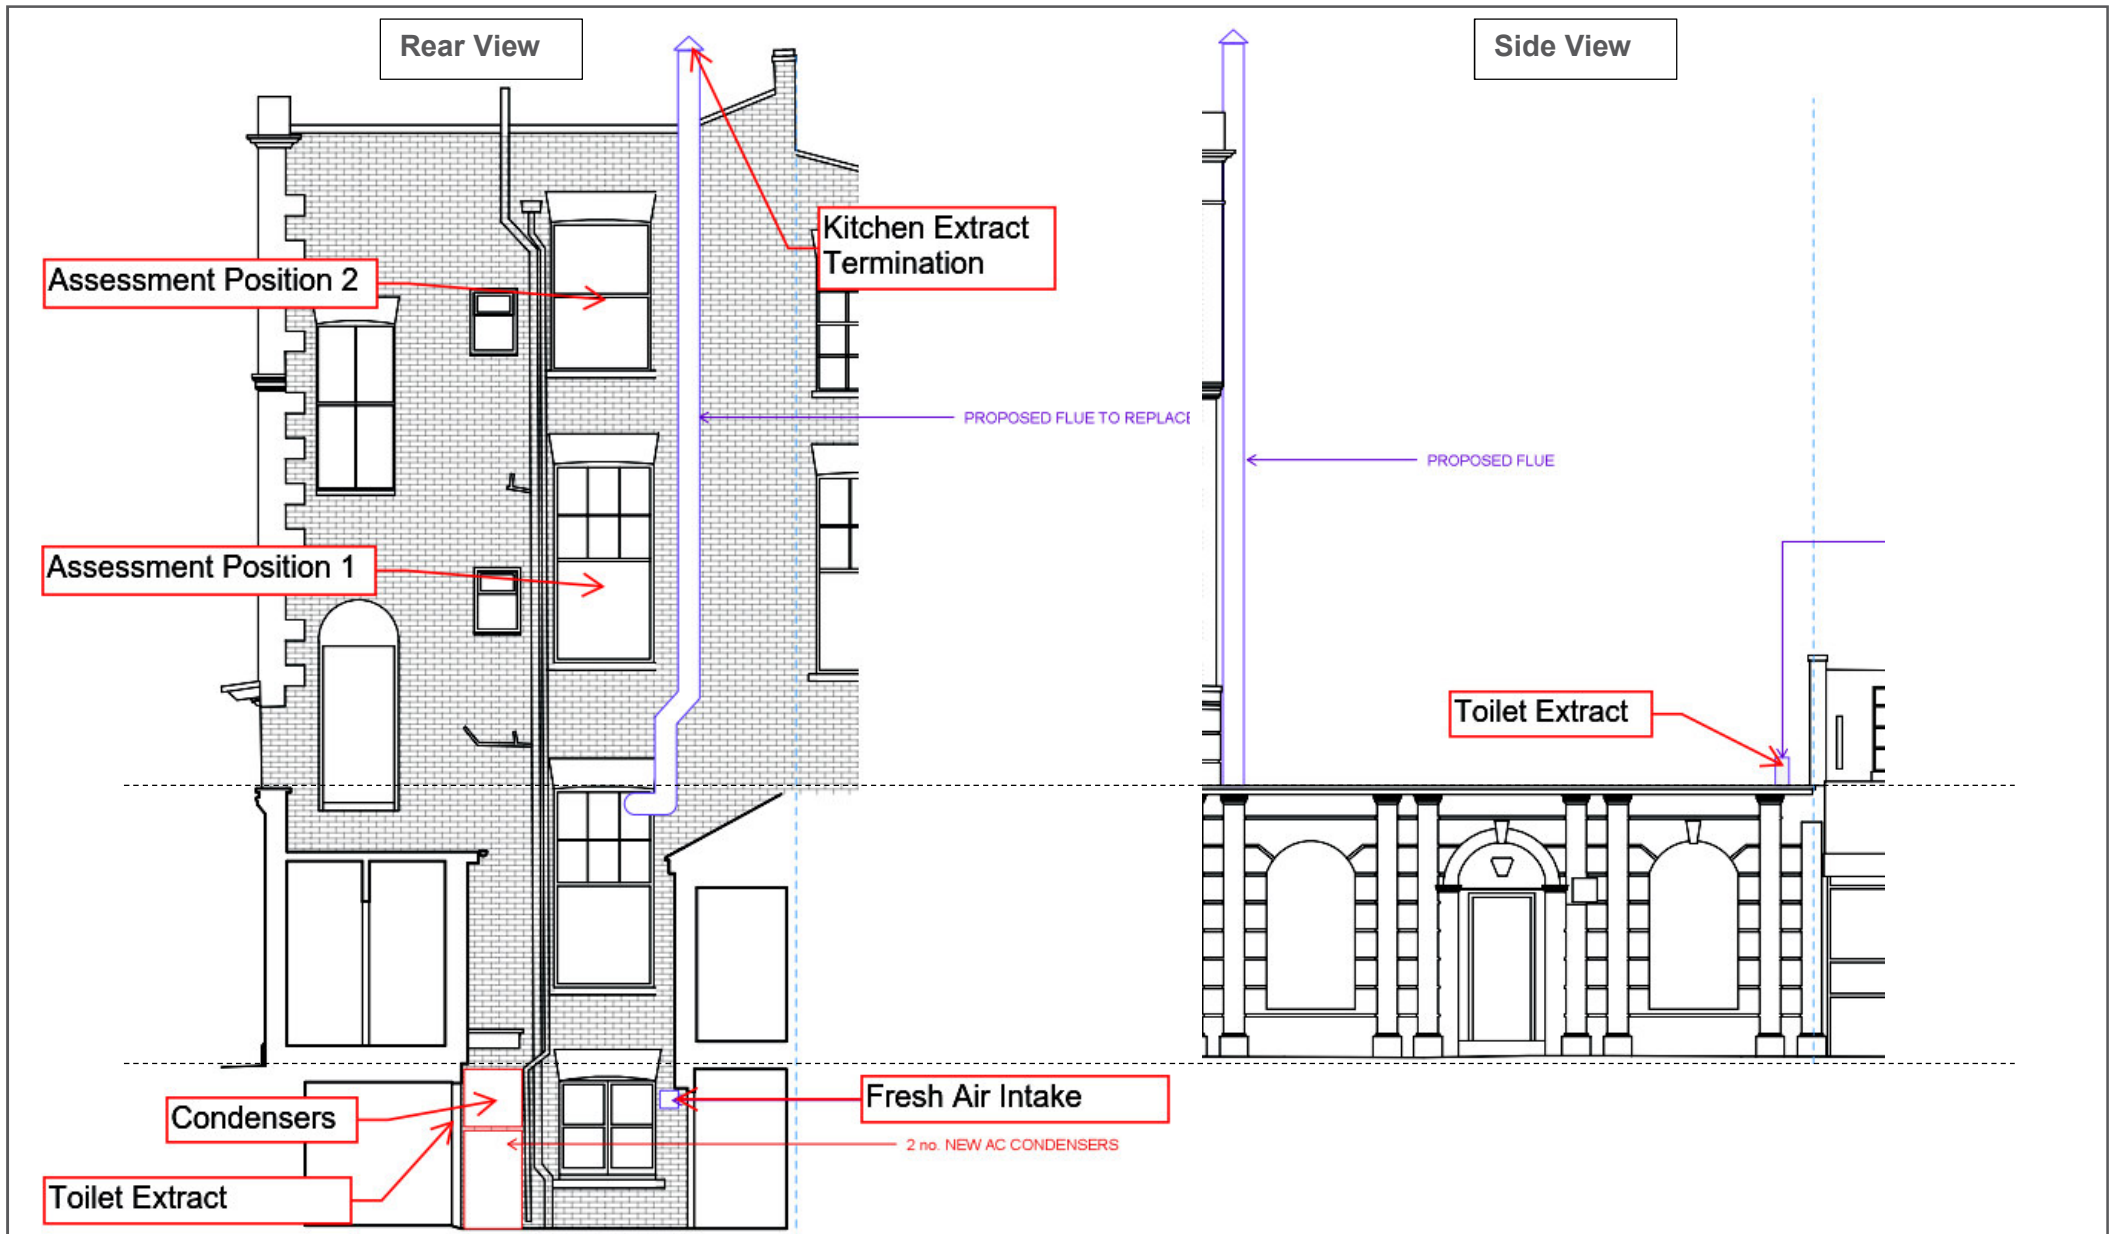 Rear View
Side View
Kitchen Extract
Termination
Assessment Position 2
PROPOSED FLUE TO REPLACE
PROPOSED FLUE
Assessment Position 1
Toilet Extract
Fresh Air Intake
Condensers
2 no. NEW AC CONDENSERS
Toilet Extract